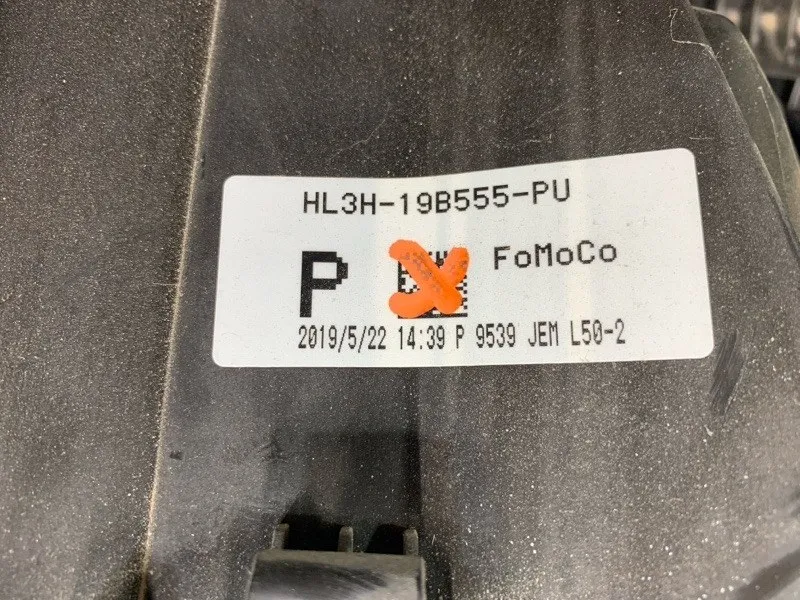 HL3H-19B555-PU
P FoMoCo
2019/5/22 14:39 P 9539 JEM L50-2